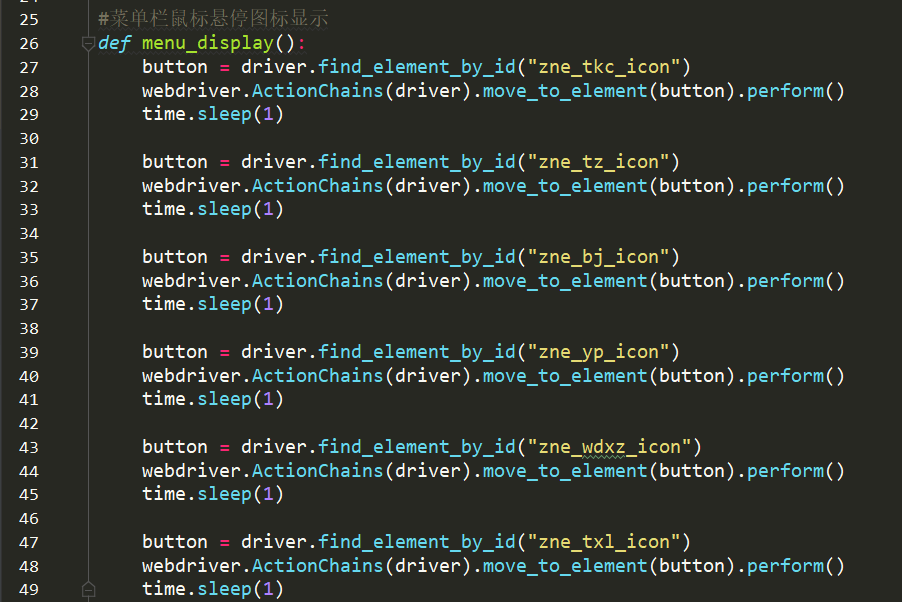 25 #菜单栏鼠标悬停图标显示
26 def menu_display():
27 button = driver.find_element_by_id("zne_tkc_icon")
28 webdriver.ActionChains(driver).move_to_element(button).perform()
29 time.sleep(1)
30
31 button = driver.find_element_by_id("zne_tz_icon")
32 webdriver.ActionChains(driver).move_to_element(button).perform()
33 time.sleep(1)
34
35 button = driver.find_element_by_id("zne_bj_icon")
36 webdriver.ActionChains(driver).move_to_element(button).perform()
37 time.sleep(1)
38
39 button = driver.find_element_by_id("zne_yp_icon")
40 webdriver.ActionChains(driver).move_to_element(button).perform()
41 time.sleep(1)
42
43 button = driver.find_element_by_id("zne_wdxz_icon")
44 webdriver.ActionChains(driver).move_to_element(button).perform()
45 time.sleep(1)
46
47 button = driver.find_element_by_id("zne_txl_icon")
48 webdriver.ActionChains(driver).move_to_element(button).perform()
49 time.sleep(1)